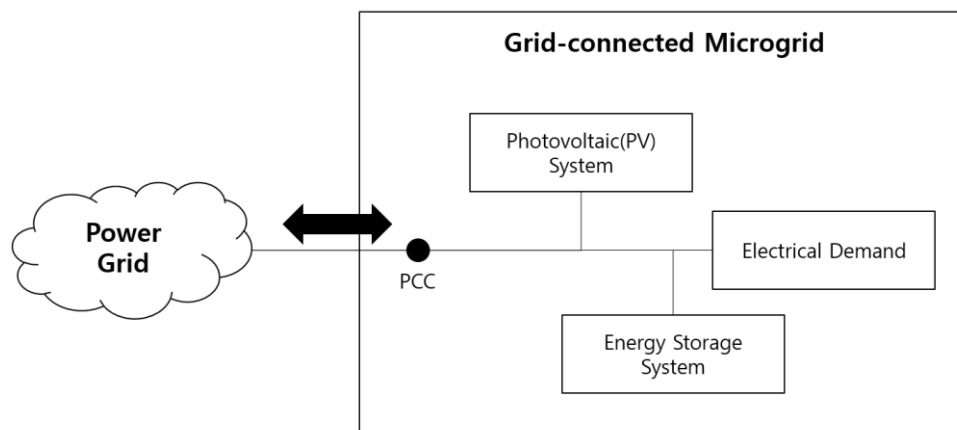 Grid-connected Microgrid
Photovoltaic(PV)
System
Power
Grid
PCC
Electrical Demand
Energy Storage
System